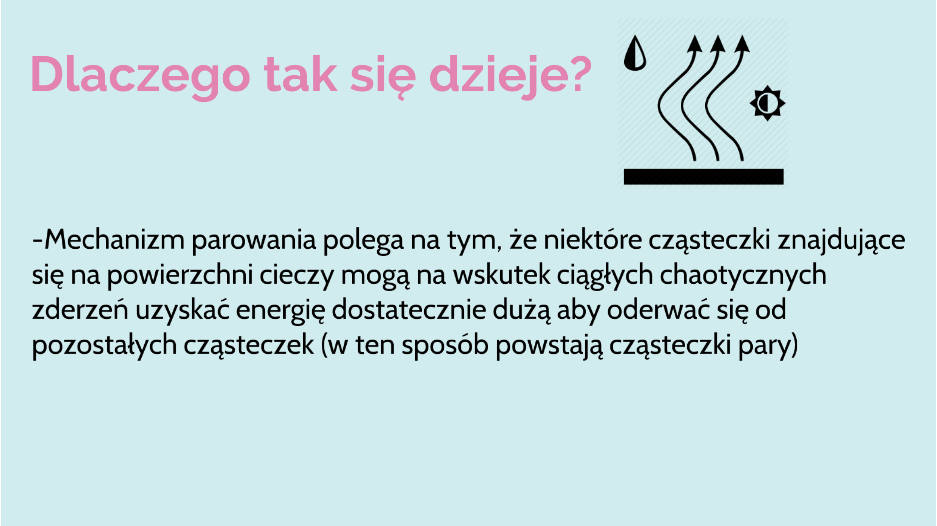 Dlaczego tak się dzieje?
-Mechanizm parowania polega na tym, że niektóre cząsteczki znajdujące
się na powierzchni cieczy mogą na wskutek ciągłych chaotycznych
zderzeń uzyskać energię dostatecznie dużą aby oderwać się od
pozostałych cząsteczek (w ten sposób powstają cząsteczki pary)